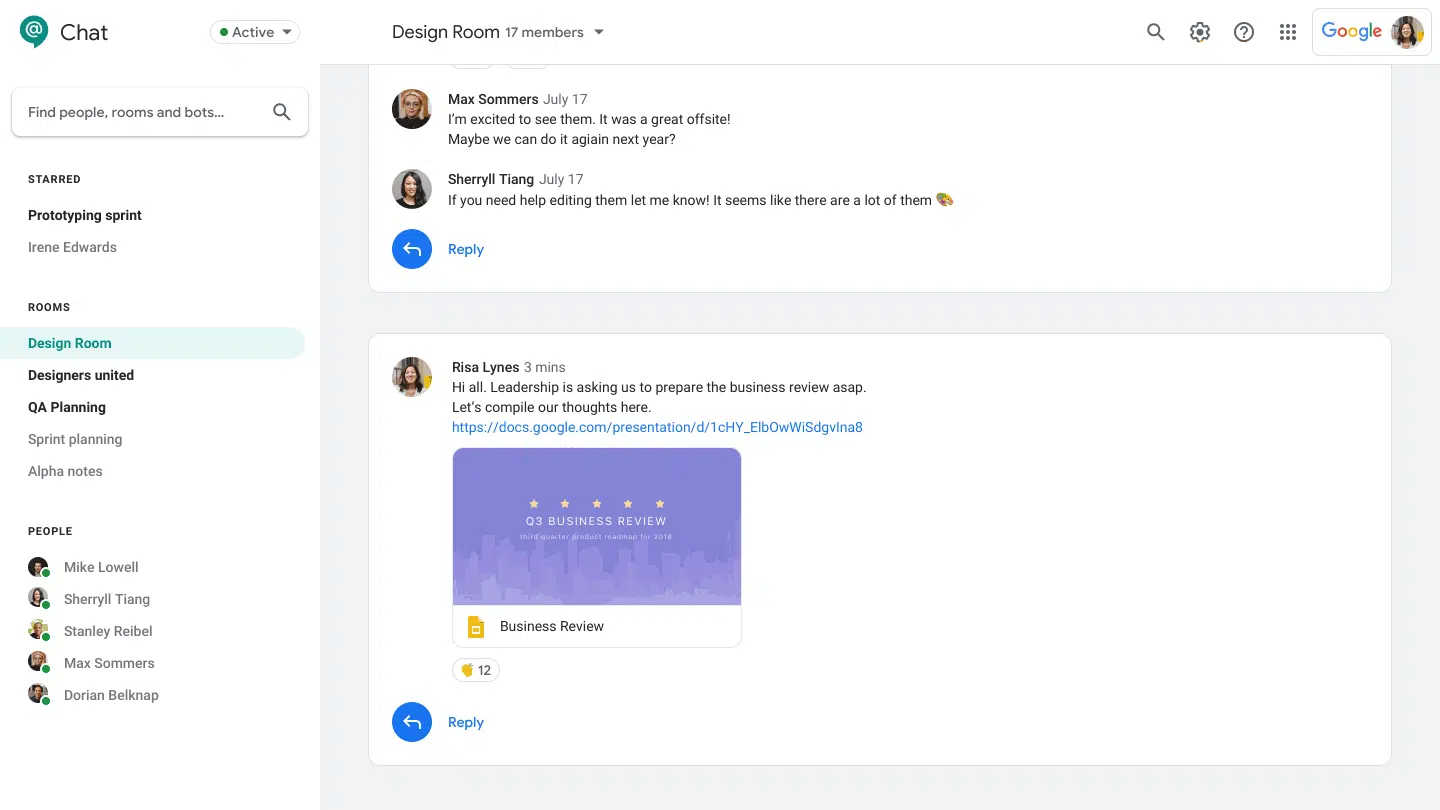 Chat
Active
Design Room 17 members
Google
Find people, rooms and bots...
STARRED
Prototyping sprint
Irene Edwards
ROOMS
Design Room
Designers united
QA Planning
Sprint planning
Alpha notes
PEOPLE
Mike Lowell
Sherryll Tiang
Stanley Reibel
Max Sommers
Dorian Belknap
Max Sommers July 17
I’m excited to see them. It was a great offsite!
Maybe we can do it agiain next year?
Sherryll Tiang July 17
If you need help editing them let me know! It seems like there are a lot of them 🎨
Reply
Risa Lynes 3 mins
Hi all. Leadership is asking us to prepare the business review asap.
Let’s compile our thoughts here.
https://docs.google.com/presentation/d/1cHY_ElbOwWiSdgvIna8
Q3 BUSINESS REVIEW
third-quarter product roadmap for 2018
Business Review
👏 12
Reply